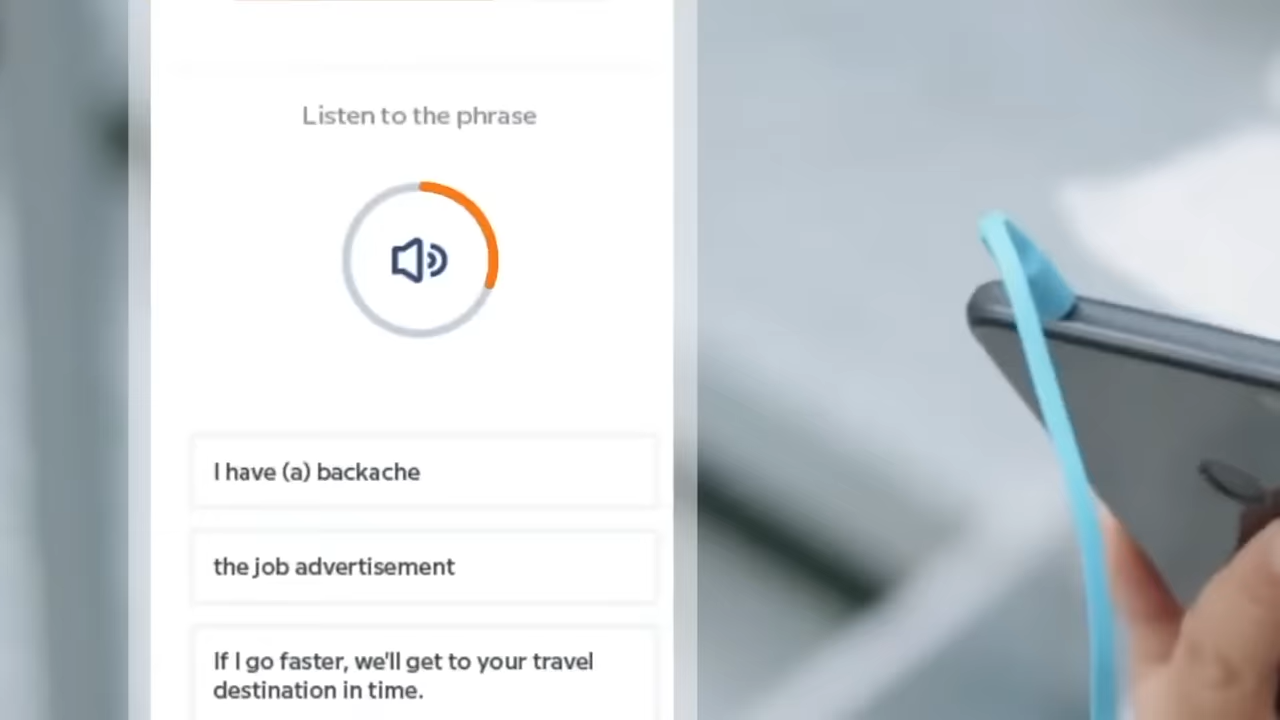 Listen to the phrase
I have (a) backache
the job advertisement
If I go faster, we'll get to your travel
destination in time.